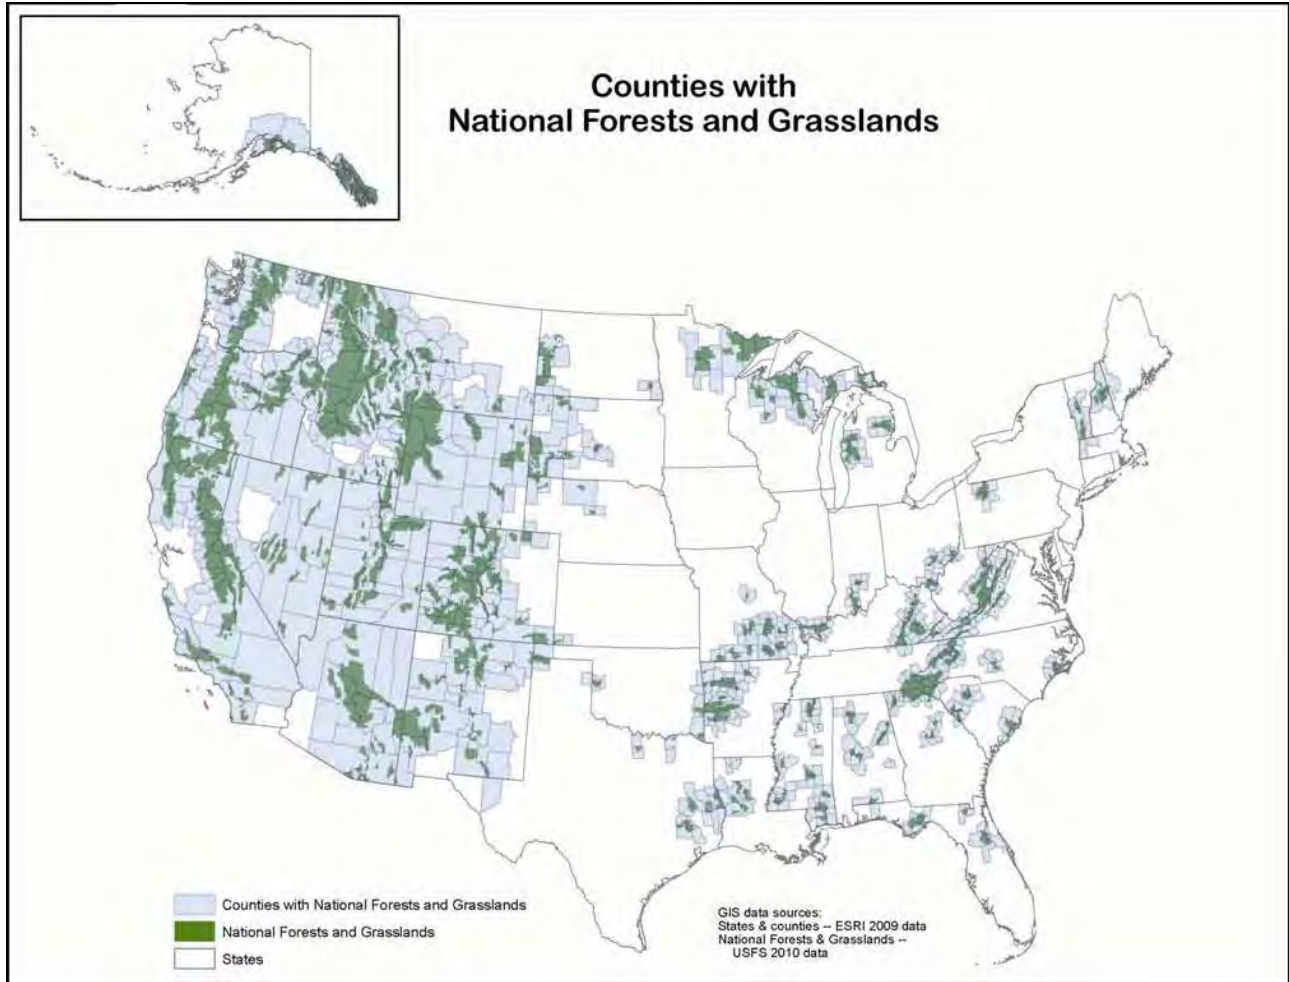 Counties with
National Forests and Grasslands
Counties with National Forests and Grasslands
National Forests and Grasslands
States
GIS data sources:
States & counties -- ESRI 2009 data
National Forests & Grasslands --
USFS 2010 data